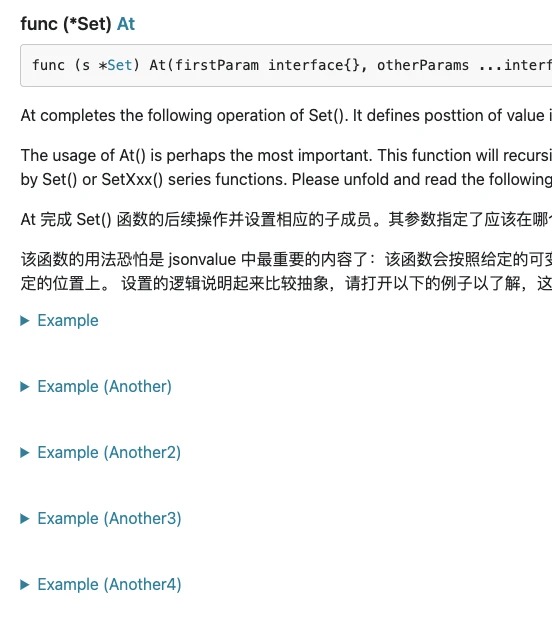 func (*Set) At
func (s *Set) At(firstParam interface{}, otherParams ...interf
At completes the following operation of Set(). It defines posttion of value i
The usage of At() is perhaps the most important. This function will recursi
by Set() or SetXxx() series functions. Please unfold and read the following
At 完成 Set() 函数的后续操作并设置相应的子成员。其参数指定了应该在哪个
该函数的用法恐怕是 jsonvalue 中最重要的内容了：该函数会按照给定的可变
定的位置上。 设置的逻辑说明起来比较抽象，请打开以下的例子以了解，这
Example
Example (Another)
Example (Another2)
Example (Another3)
Example (Another4)